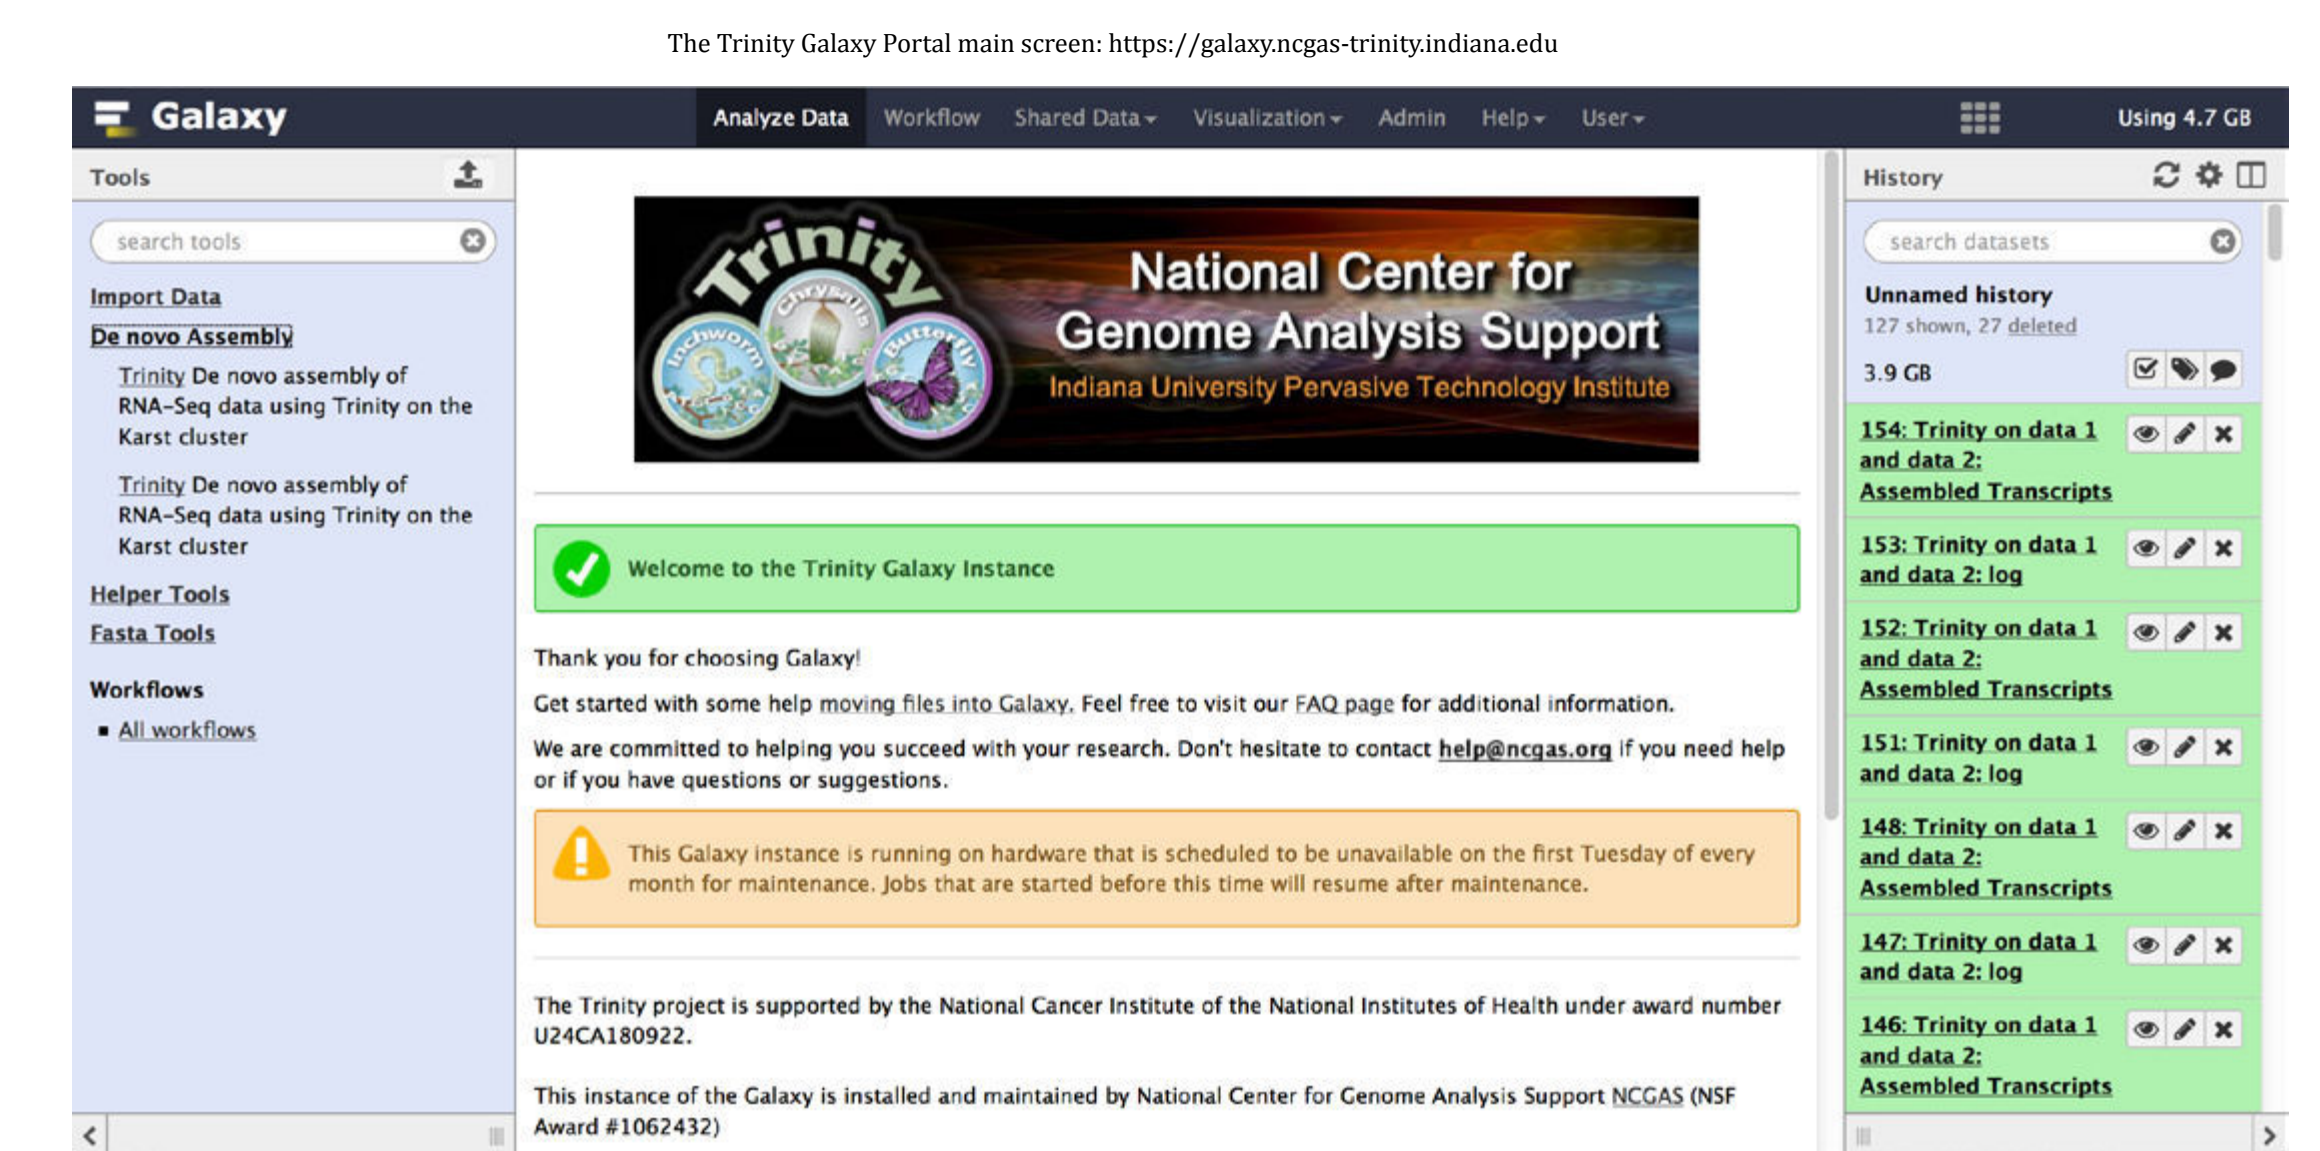 The Trinity Galaxy Portal main screen: https://galaxy.ncgas-trinity.indiana.edu
Galaxy
Analyze Data
Workflow
Shared Data
Visualization
Admin
Help
User
Using 4.7 GB
Tools
search tools
Import Data
De novo Assembly
Trinity De novo assembly of
RNA-Seq data using Trinity on the
Karst cluster
Trinity De novo assembly of
RNA-Seq data using Trinity on the
Karst cluster
Helper Tools
Fasta Tools
Workflows
All workflows
Trinity
Inchworm
Chrysalis
Butterfly
National Center for
Genome Analysis Support
Indiana University Pervasive Technology Institute
Welcome to the Trinity Galaxy Instance
Thank you for choosing Galaxy!
Get started with some help moving files into Galaxy. Feel free to visit our FAQ page for additional information.
We are committed to helping you succeed with your research. Don't hesitate to contact help@ncgas.org if you need help
or if you have questions or suggestions.
This Galaxy instance is running on hardware that is scheduled to be unavailable on the first Tuesday of every
month for maintenance. Jobs that are started before this time will resume after maintenance.
The Trinity project is supported by the National Cancer Institute of the National Institutes of Health under award number
U24CA180922.
This instance of the Galaxy is installed and maintained by National Center for Genome Analysis Support NCGAS (NSF
Award #1062432)
History
search datasets
Unnamed history
127 shown, 27 deleted
3.9 GB
154: Trinity on data 1
and data 2:
Assembled Transcripts
153: Trinity on data 1
and data 2: log
152: Trinity on data 1
and data 2:
Assembled Transcripts
151: Trinity on data 1
and data 2: log
148: Trinity on data 1
and data 2:
Assembled Transcripts
147: Trinity on data 1
and data 2: log
146: Trinity on data 1
and data 2:
Assembled Transcripts